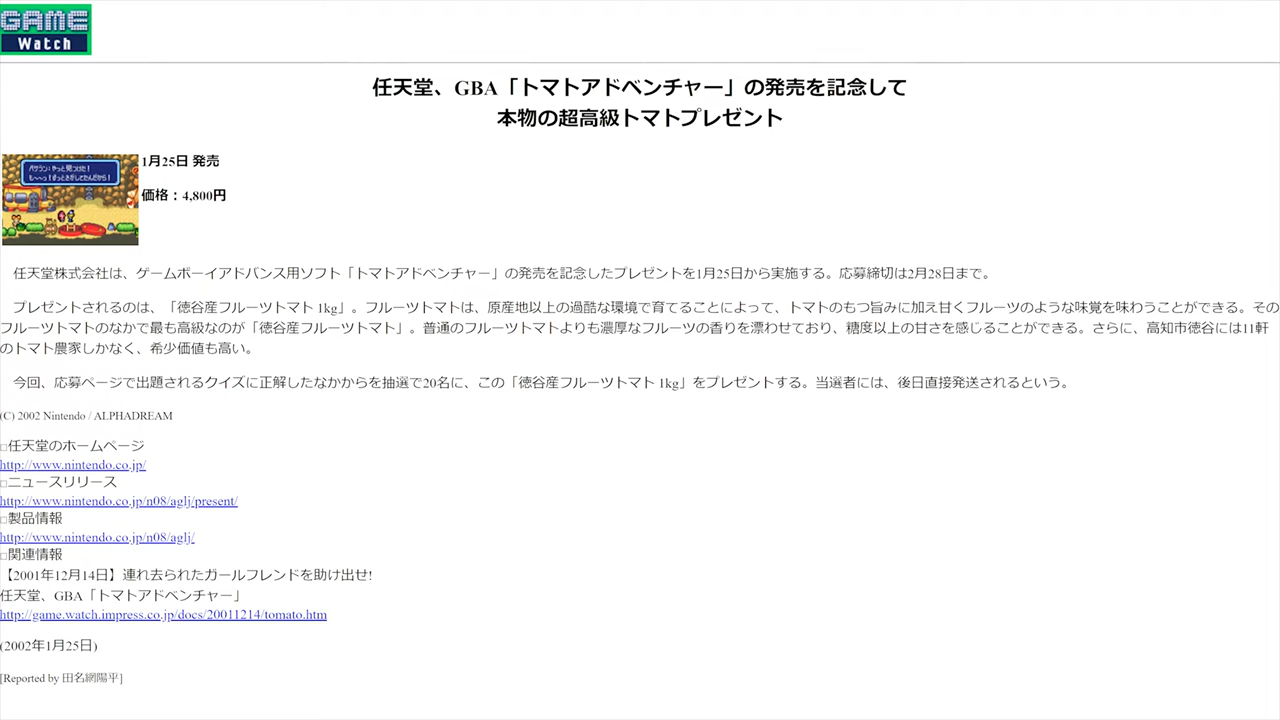 GAME
Watch
任天堂、GBA「トマトアドベンチャー」の発売を記念して
本物の超高級トマトプレゼント
バサラン：やっと見つけた！
も〜〜っ！ずっとさがしてたんだから！
1月25日 発売
価格：4,800円
任天堂株式会社は、ゲームボーイアドバンス用ソフト「トマトアドベンチャー」の発売を記念したプレゼントを1月25日から実施する。応募締切は2月28日まで。
プレゼントされるのは、「徳谷産フルーツトマト 1kg」。フルーツトマトは、原産地以上の過酷な環境で育てることによって、トマトのもつ旨みに加え甘くフルーツのような味覚を味わうことができる。その
フルーツトマトのなかで最も高級なのが「徳谷産フルーツトマト」。普通のフルーツトマトよりも濃厚なフルーツの香りを漂わせており、糖度以上の甘さを感じることができる。さらに、高知市徳谷には11軒
のトマト農家しかなく、希少価値も高い。
今回、応募ページで出題されるクイズに正解したなかからを抽選で20名に、この「徳谷産フルーツトマト 1kg」をプレゼントする。当選者には、後日直接発送されるという。
(C) 2002 Nintendo / ALPHADREAM
□任天堂のホームページ
http://www.nintendo.co.jp/
□ニュースリリース
http://www.nintendo.co.jp/n08/aglj/present/
□製品情報
http://www.nintendo.co.jp/n08/aglj/
□関連情報
【2001年12月14日】連れ去られたガールフレンドを助け出せ!
任天堂、GBA「トマトアドベンチャー」
http://game.watch.impress.co.jp/docs/20011214/tomato.htm
(2002年1月25日)
[Reported by 田名網陽平]